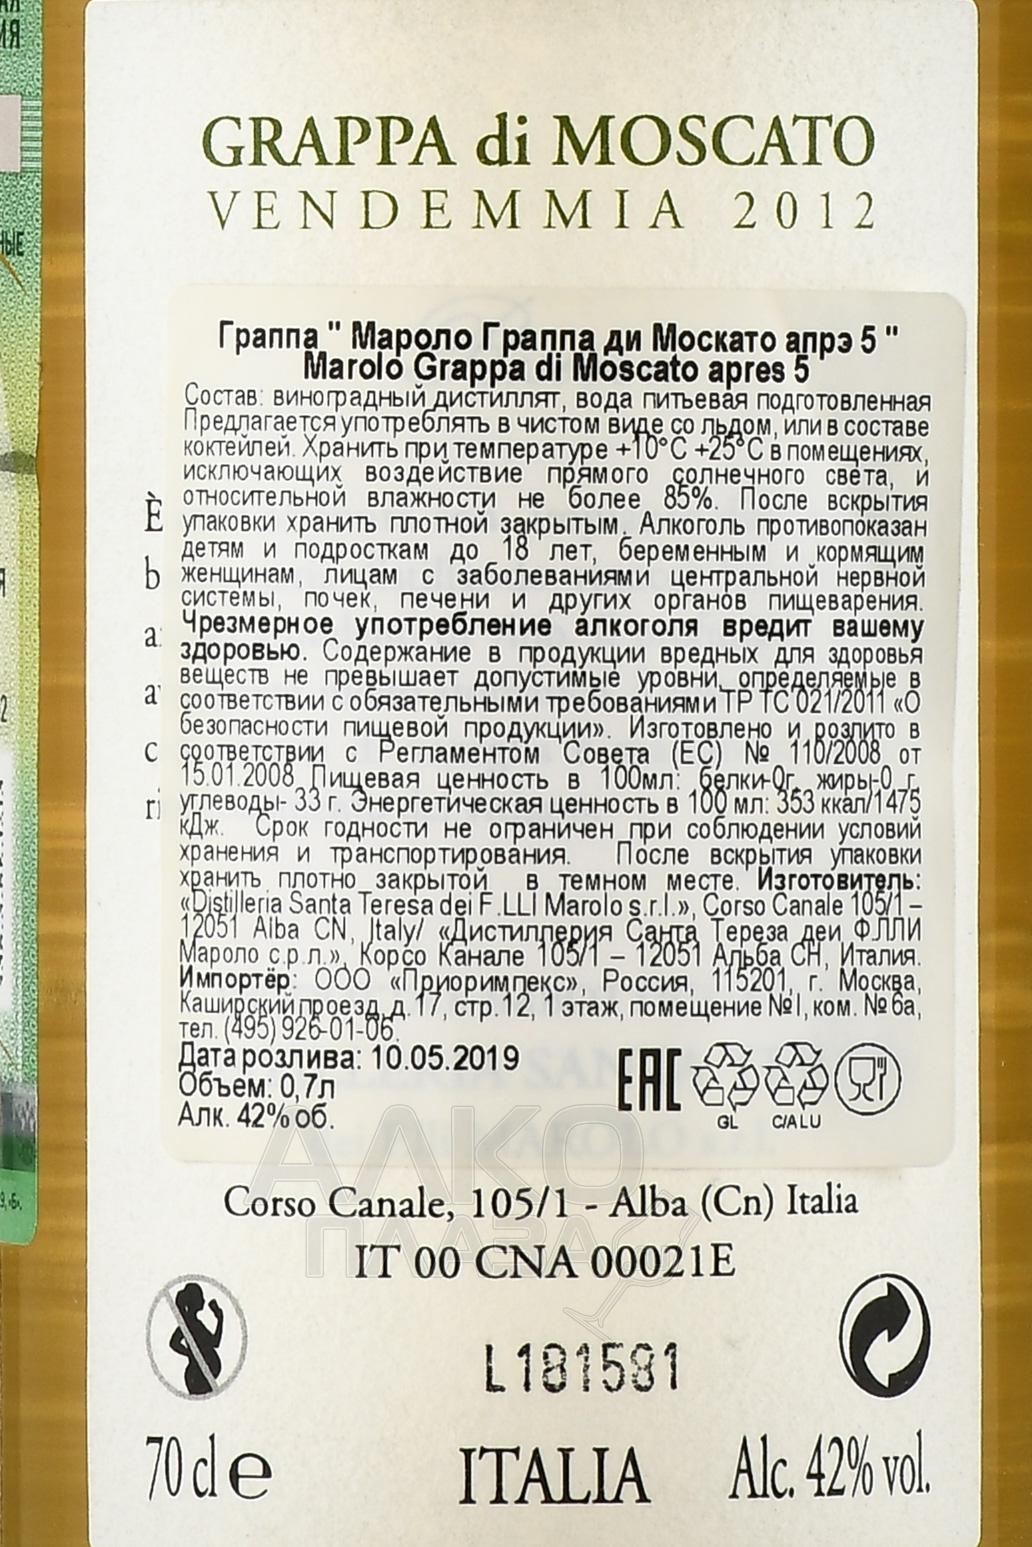 GRAPPA di MOSCATO
VENDEMMIA 2012
Граппа " Мароло Граппа ди Москато апрэ 5 "
Marolo Grappa di Moscato apres 5
Состав: виноградный дистиллят, вода питьевая подготовленная
Предлагается употреблять в чистом виде со льдом, или в составе
коктейлей. Хранить при температуре +10°С +25°С в помещениях,
исключающих воздействие прямого солнечного света, и
относительной влажности не более 85%. После вскрытия
упаковки хранить плотной закрытым. Алкоголь противопоказан
детям и подросткам до 18 лет, беременным и кормящим
женщинам, лицам с заболеваниями центральной нервной
системы, почек, печени и других органов пищеварения.
Чрезмерное употребление алкоголя вредит вашему
здоровью. Содержание в продукции вредных для здоровья
веществ не превышает допустимые уровни, определяемые в
соответствии с обязательными требованиями ТР ТС 021/2011 «О
безопасности пищевой продукции». Изготовлено и розлито в
соответствии с Регламентом Совета (ЕС) № 110/2008 от
15.01.2008 Пищевая ценность в 100мл: белки-0г, жиры-0 г,
углеводы- 33 г. Энергетическая ценность в 100 мл: 353 ккал/1475
кДж. Срок годности не ограничен при соблюдении условий
хранения и транспортирования. После вскрытия упаковки
хранить плотно закрытой в темном месте. Изготовитель:
«Distilleria Santa Teresa dei F.LLI Marolo s.r.l.», Corso Canale 105/1 –
12051 Alba CN, Italy/ «Дистиллерия Санта Тереза деи Ф.ЛЛИ
Мароло с.р.л.», Корсо Канале 105/1 – 12051 Альба CH, Италия.
Импортёр: ООО «Приоримпекс», Россия, 115201, г. Москва,
Каширский проезд, д.17, стр.12, 1 этаж, помещение №I, ком. № 6а,
тел. (495) 926-01-06.
Дата розлива: 10.05.2019
Объем: 0,7л
Алк. 42% об.
EAC
GL C/ALU
АЛКО
ПЛАЗА
Corso Canale, 105/1 - Alba (Cn) Italia
IT 00 CNA 00021E
L181581
70 cl e ITALIA Alc. 42% vol.